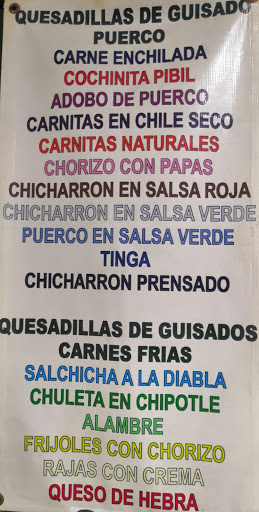 QUESADILLAS DE GUISADO
PUERCO
CARNE ENCHILADA
COCHINITA PIBIL
ADOBO DE PUERCO
CARNITAS EN CHILE SECO
CARNITAS NATURALES
CHORIZO CON PAPAS
CHICHARRON EN SALSA ROJA
CHICHARRON EN SALSA VERDE
PUERCO EN SALSA VERDE
TINGA
CHICHARRON PRENSADO
QUESADILLAS DE GUISADOS
CARNES FRIAS
SALCHICHA A LA DIABLA
CHULETA EN CHIPOTLE
ALAMBRE
FRIJOLES CON CHORIZO
RAJAS CON CREMA
QUESO DE HEBRA